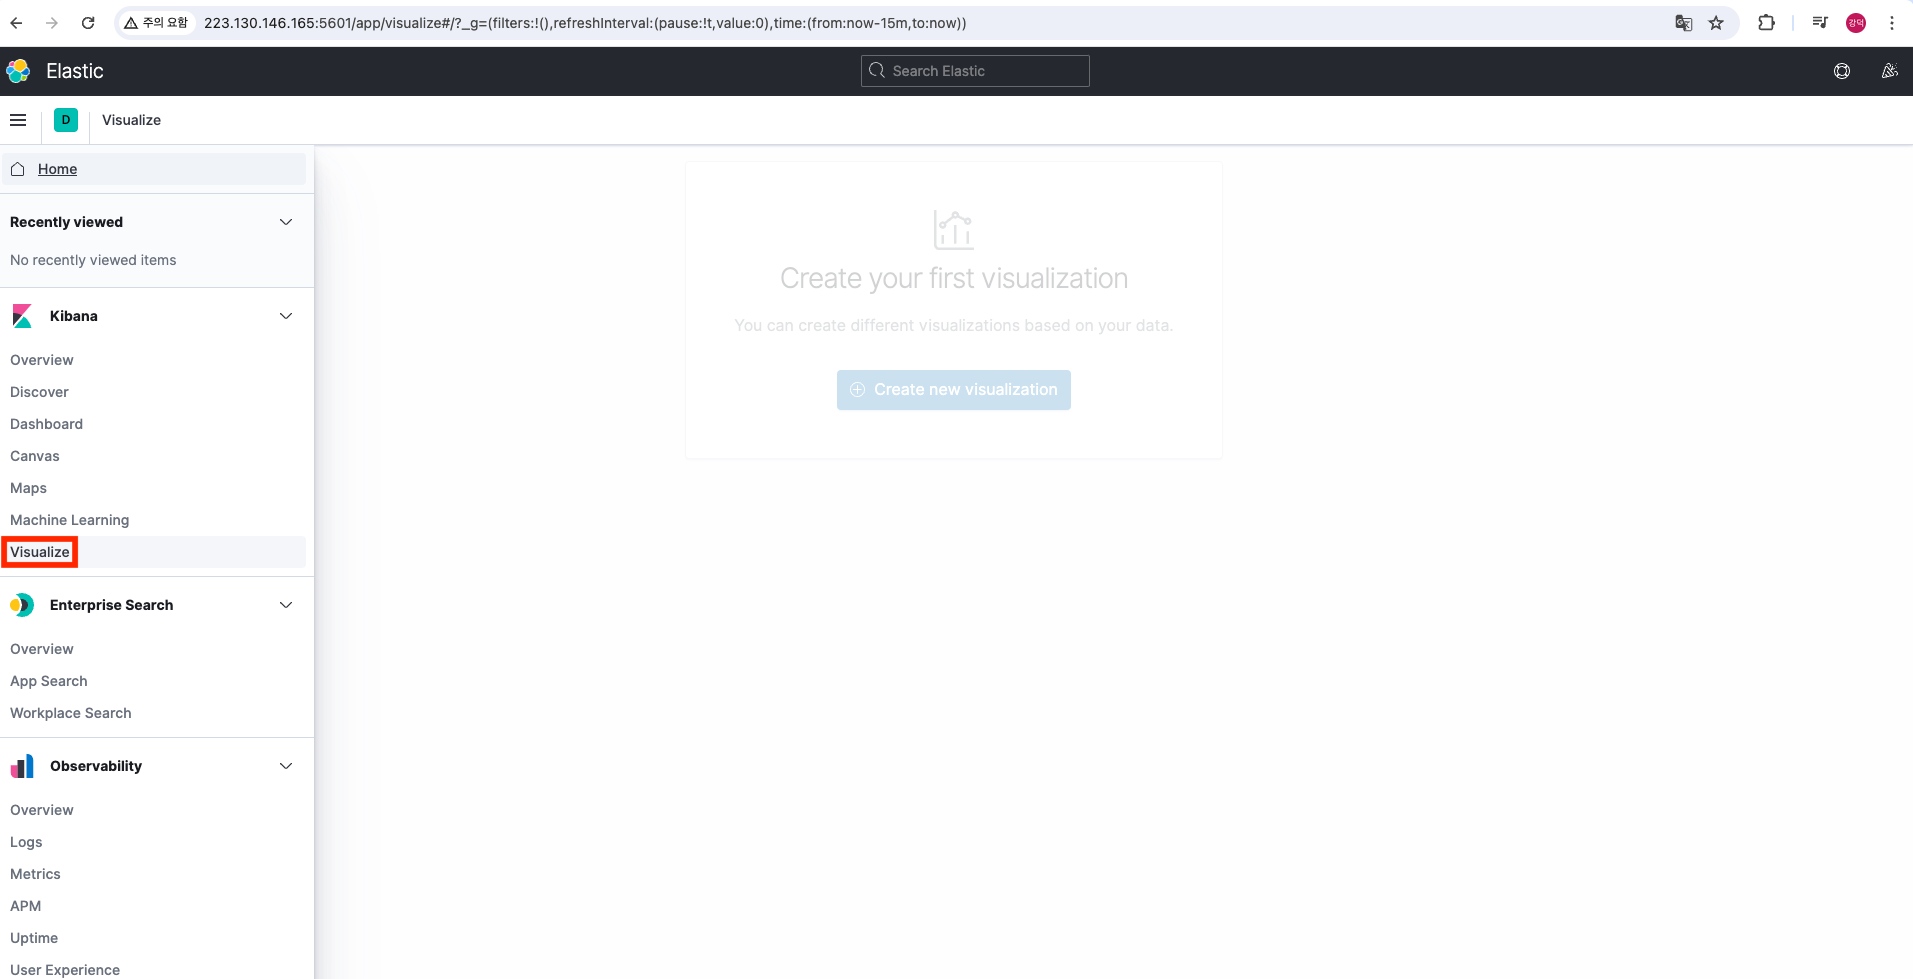 주의 요함
223.130.146.165:5601/app/visualize#/?_g=(filters:!(),refreshInterval:(pause:!t,value:0),time:(from:now-15m,to:now))
강덕
Elastic
Search Elastic
D
Visualize
Home
Recently viewed
No recently viewed items
Kibana
Overview
Discover
Dashboard
Canvas
Maps
Machine Learning
Visualize
Enterprise Search
Overview
App Search
Workplace Search
Observability
Overview
Logs
Metrics
APM
Uptime
User Experience
Create your first visualization
You can create different visualizations based on your data.
Create new visualization